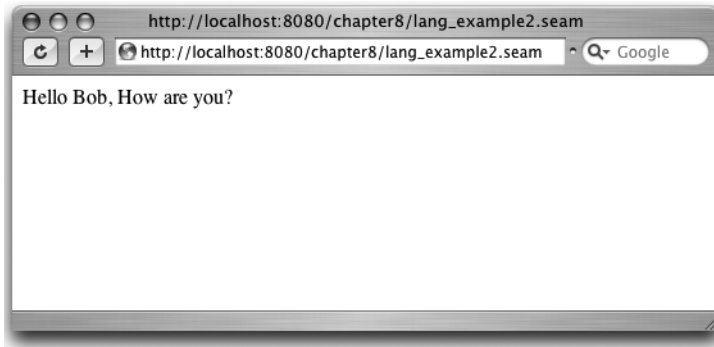 http://localhost:8080/chapter8/lang_example2.seam
http://localhost:8080/chapter8/lang_example2.seam Google
Hello Bob, How are you?